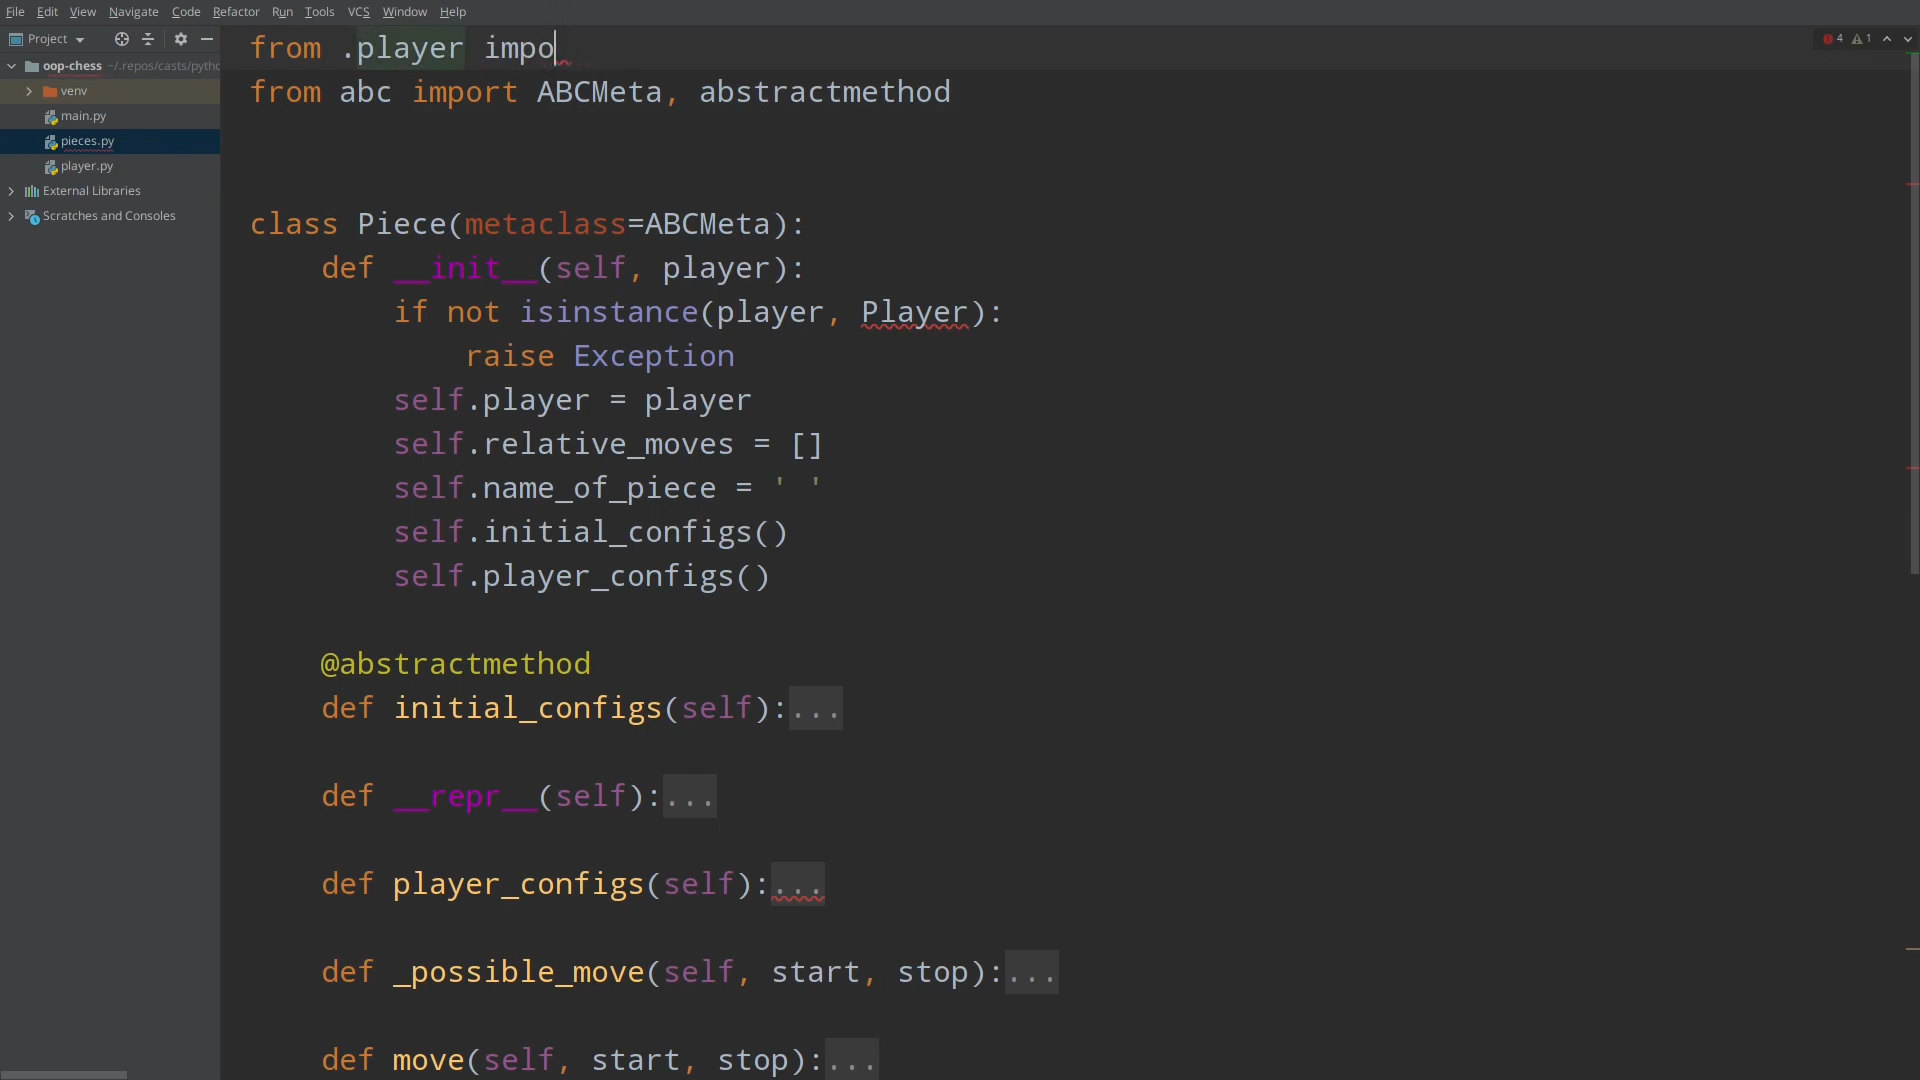 File Edit View Navigate Code Refactor Run Tools VCS Window Help
Project
oop-chess ~/.repos/casts/pytho
venv
main.py
pieces.py
player.py
External Libraries
Scratches and Consoles
4 1
from .player impo
from abc import ABCMeta, abstractmethod
class Piece(metaclass=ABCMeta):
def __init__(self, player):
if not isinstance(player, Player):
raise Exception
self.player = player
self.relative_moves = []
self.name_of_piece = ' '
self.initial_configs()
self.player_configs()
@abstractmethod
def initial_configs(self):...
def __repr__(self):...
def player_configs(self):...
def _possible_move(self, start, stop):...
def move(self, start, stop):...